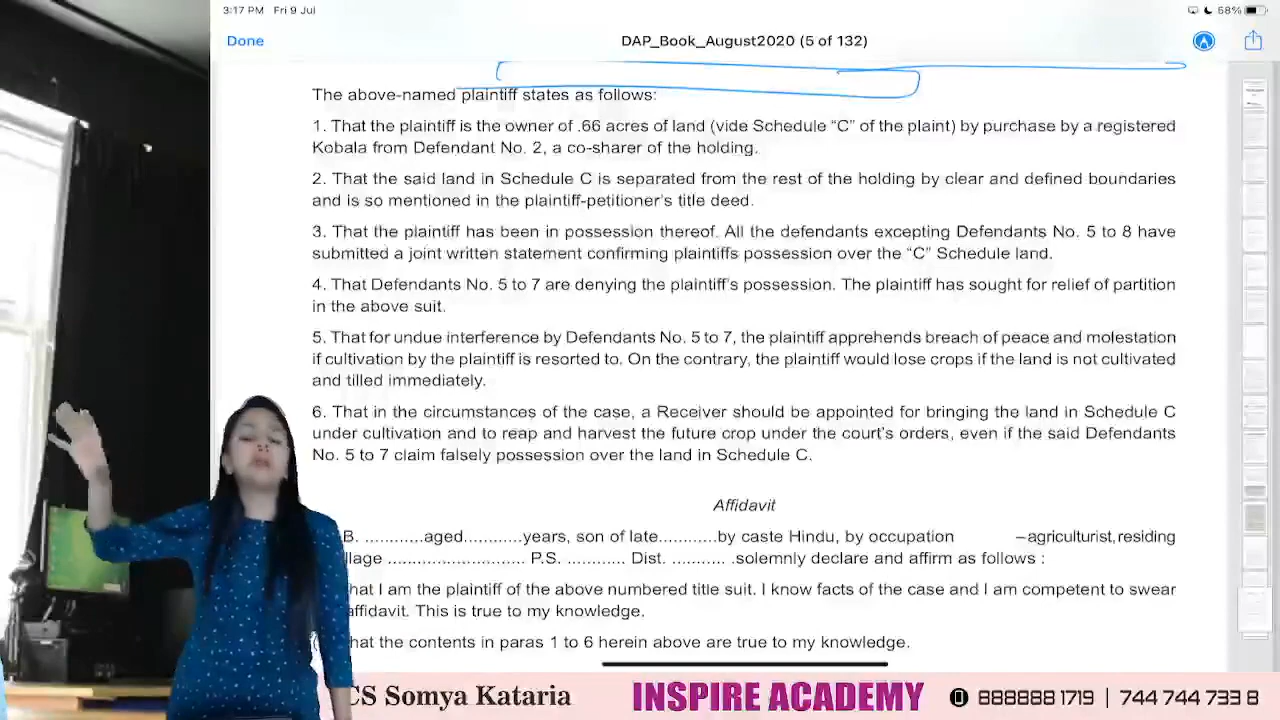 3:17 PM Fri 9 Jul
58%
Done
DAP_Book_August2020 (5 of 132)
The above-named plaintiff states as follows:
1. That the plaintiff is the owner of .66 acres of land (vide Schedule “C” of the plaint) by purchase by a registered
Kobala from Defendant No. 2, a co-sharer of the holding.
2. That the said land in Schedule C is separated from the rest of the holding by clear and defined boundaries
and is so mentioned in the plaintiff-petitioner’s title deed.
3. That the plaintiff has been in possession thereof. All the defendants excepting Defendants No. 5 to 8 have
submitted a joint written statement confirming plaintiffs possession over the “C” Schedule land.
4. That Defendants No. 5 to 7 are denying the plaintiff’s possession. The plaintiff has sought for relief of partition
in the above suit.
5. That for undue interference by Defendants No. 5 to 7, the plaintiff apprehends breach of peace and molestation
if cultivation by the plaintiff is resorted to. On the contrary, the plaintiff would lose crops if the land is not cultivated
and tilled immediately.
6. That in the circumstances of the case, a Receiver should be appointed for bringing the land in Schedule C
under cultivation and to reap and harvest the future crop under the court’s orders, even if the said Defendants
No. 5 to 7 claim falsely possession over the land in Schedule C.
Affidavit
B. ............aged............years, son of late............by caste Hindu, by occupation –agriculturist, residing
llage ............................ P.S. ............ Dist. ........... .solemnly declare and affirm as follows :
hat I am the plaintiff of the above numbered title suit. I know facts of the case and I am competent to swear
affidavit. This is true to my knowledge.
hat the contents in paras 1 to 6 herein above are true to my knowledge.
CS Somya Kataria INSPIRE ACADEMY 888888 1719 | 744 744 733 8